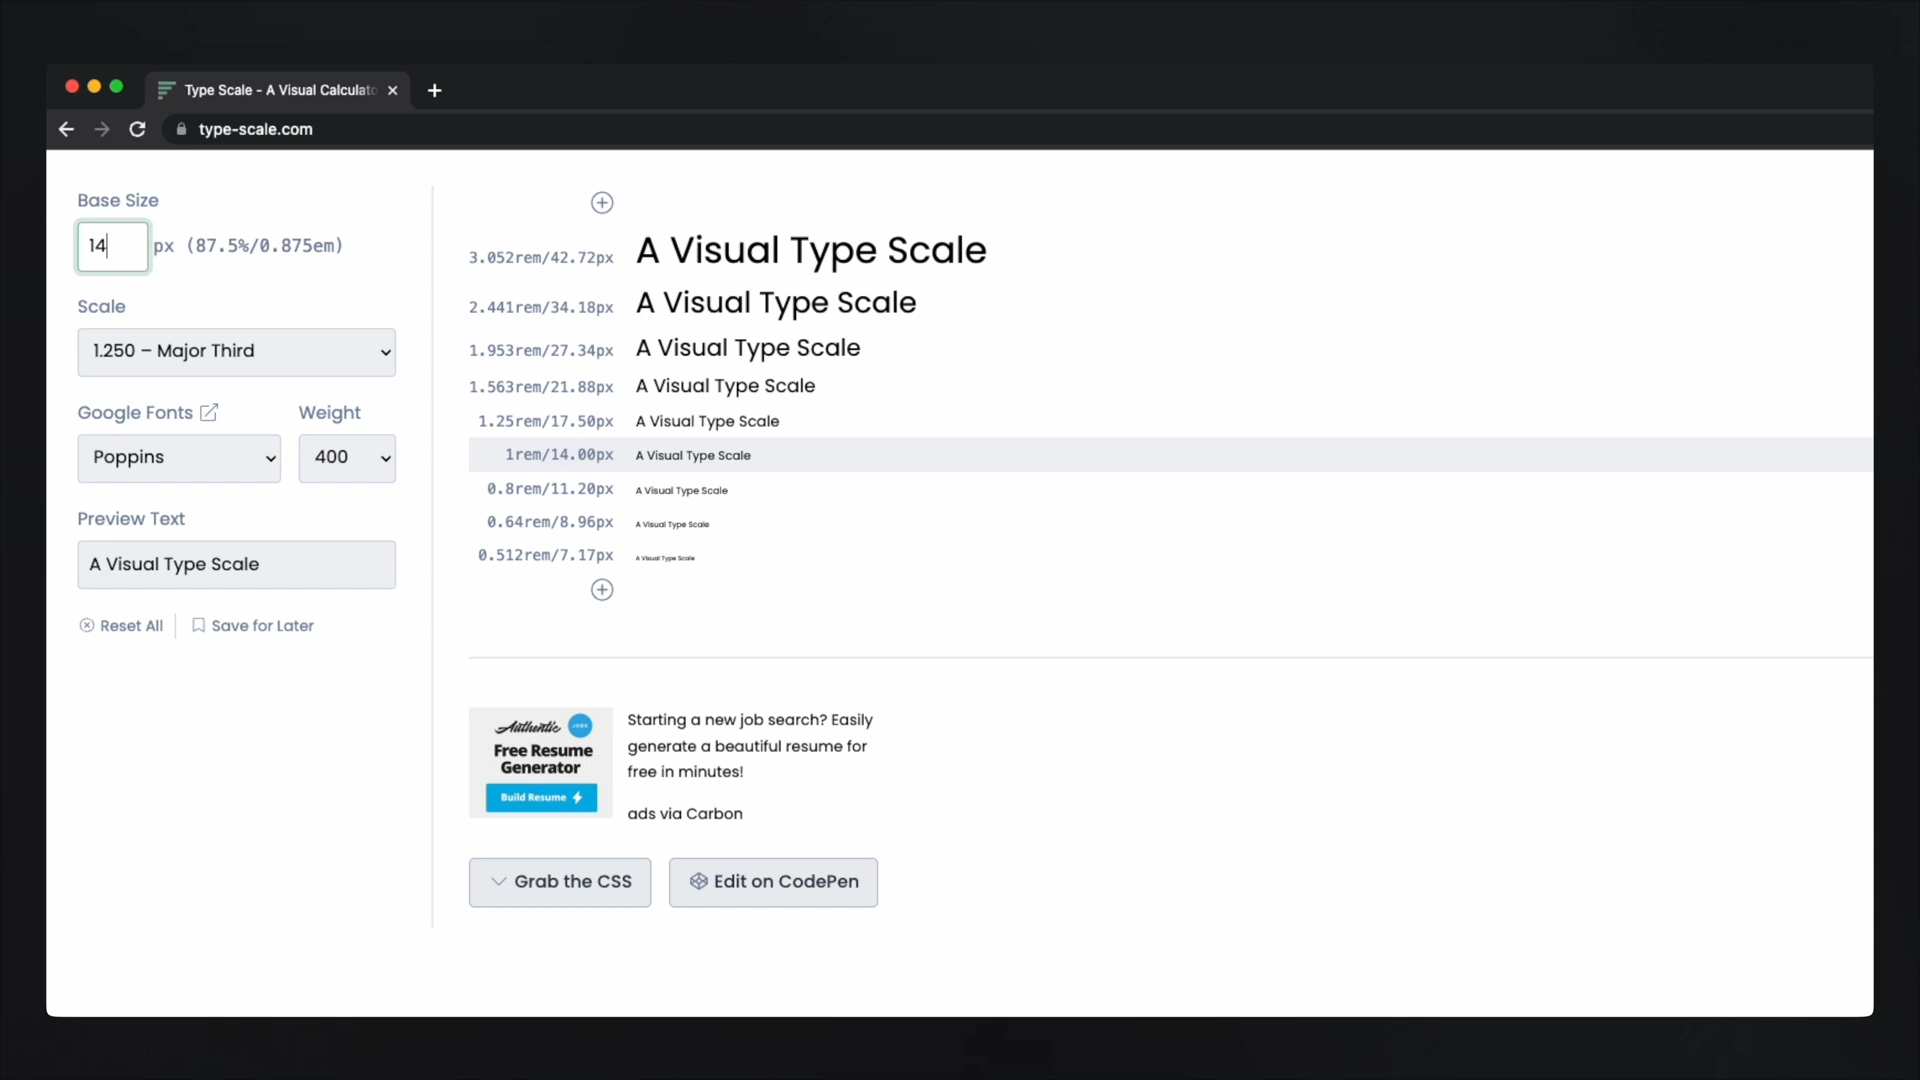 Type Scale - A Visual Calculato
type-scale.com
Base Size
14 px (87.5%/0.875em)
Scale
1.250 – Major Third
Google Fonts Weight
Poppins 400
Preview Text
A Visual Type Scale
Reset All Save for Later
3.052rem/42.72px A Visual Type Scale
2.441rem/34.18px A Visual Type Scale
1.953rem/27.34px A Visual Type Scale
1.563rem/21.88px A Visual Type Scale
1.25rem/17.50px A Visual Type Scale
1rem/14.00px A Visual Type Scale
0.8rem/11.20px A Visual Type Scale
0.64rem/8.96px A Visual Type Scale
0.512rem/7.17px A Visual Type Scale
Authentic JOBS
Free Resume
Generator
Build Resume
Starting a new job search? Easily
generate a beautiful resume for
free in minutes!
ads via Carbon
Grab the CSS Edit on CodePen